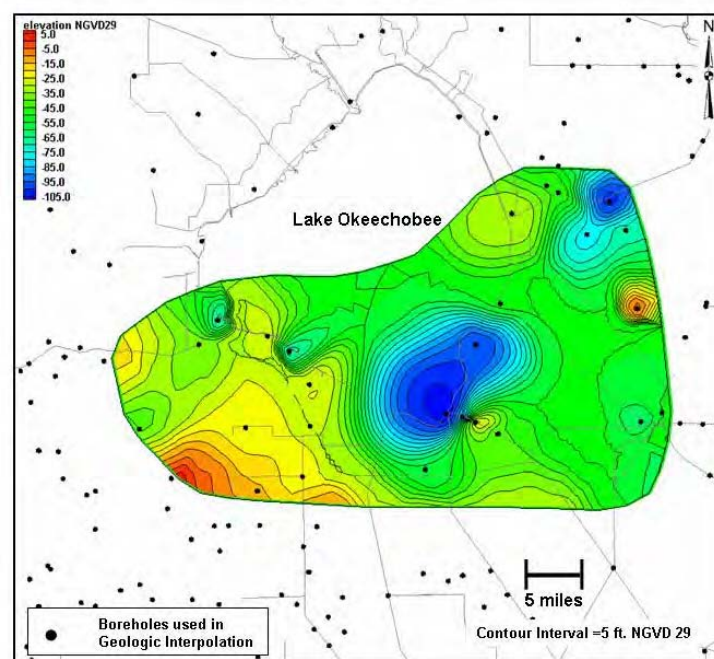 elevation NGVD29
5.0
-5.0
-15.0
-25.0
-35.0
-45.0
-55.0
-65.0
-75.0
-85.0
-95.0
-105.0
N
Lake Okeechobee
5 miles
Boreholes used in
Geologic Interpolation
Contour Interval =5 ft. NGVD 29